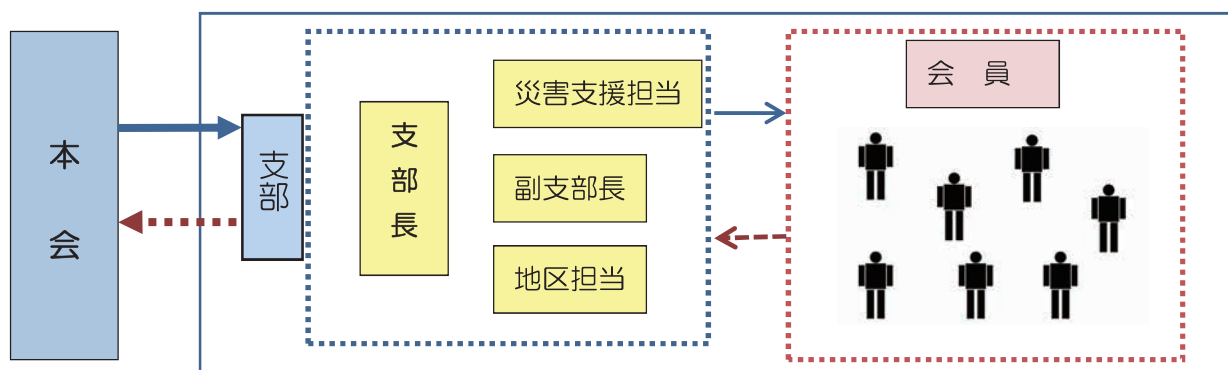 本会
支部
支部長
災害支援担当
副支部長
地区担当
会 員